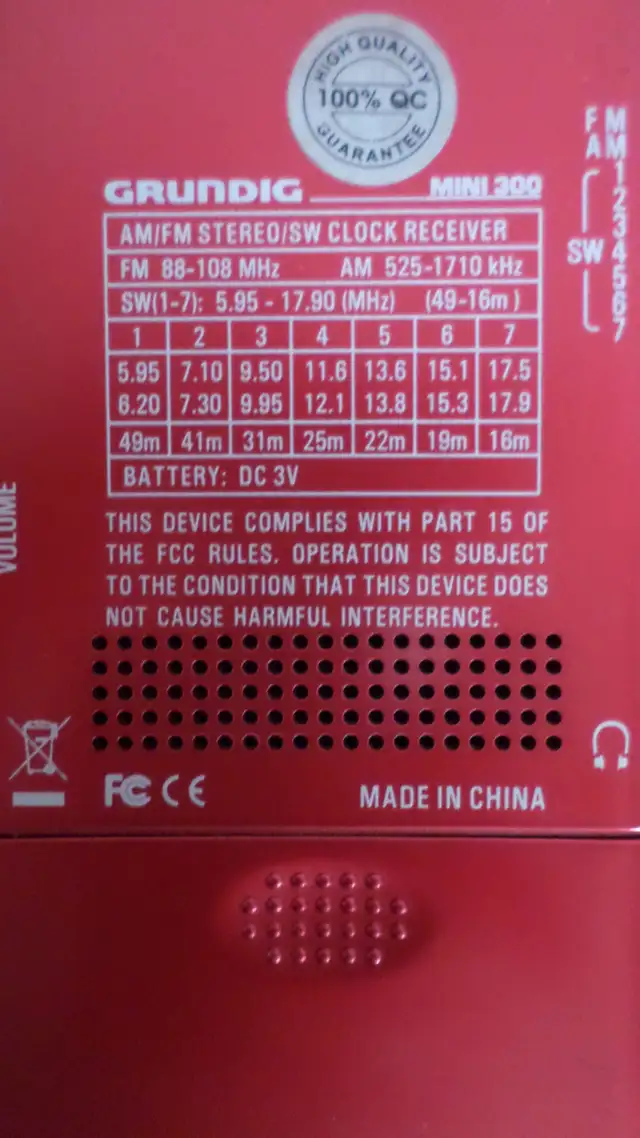 HIGH QUALITY
100% QC
GUARANTEE
GRUNDIG MINI 300
AM/FM STEREO/SW CLOCK RECEIVER
FM 88-108 MHz AM 525-1710 kHz
SW(1-7): 5.95 - 17.90 (MHz) (49-16m)
1 2 3 4 5 6 7
5.95 7.10 9.50 11.6 13.6 15.1 17.5
6.20 7.30 9.95 12.1 13.8 15.3 17.9
49m 41m 31m 25m 22m 19m 16m
BATTERY: DC 3V
THIS DEVICE COMPLIES WITH PART 15 OF
THE FCC RULES. OPERATION IS SUBJECT
TO THE CONDITION THAT THIS DEVICE DOES
NOT CAUSE HARMFUL INTERFERENCE.
FC CE
MADE IN CHINA
VOLUME
FM
AM
SW
1
2
3
4
5
6
7